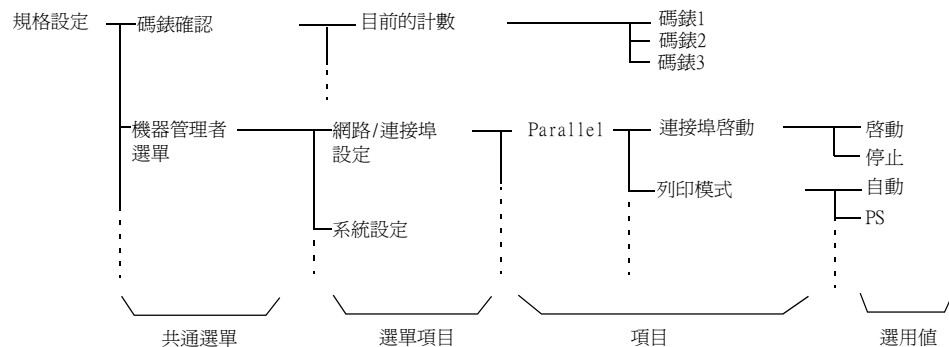 規格設定 碼錶確認 目前的計數 碼錶1
碼錶2
碼錶3
機器管理者 網路/連接埠 Parallel 連接埠啓動 啓動
選單 設定 停止
列印模式 自動
系統設定 PS
共通選單 選單項目 項目 選用值